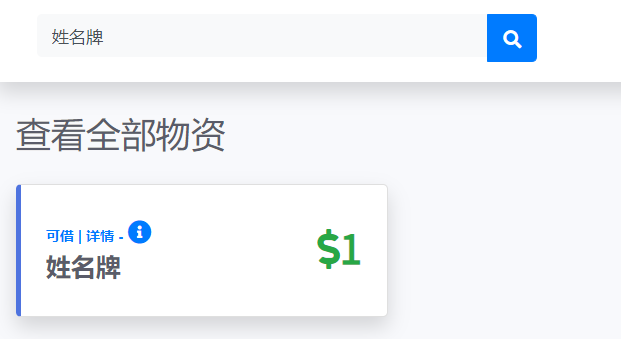 姓名牌
查看全部物资
可借 | 详情 -
姓名牌
$1